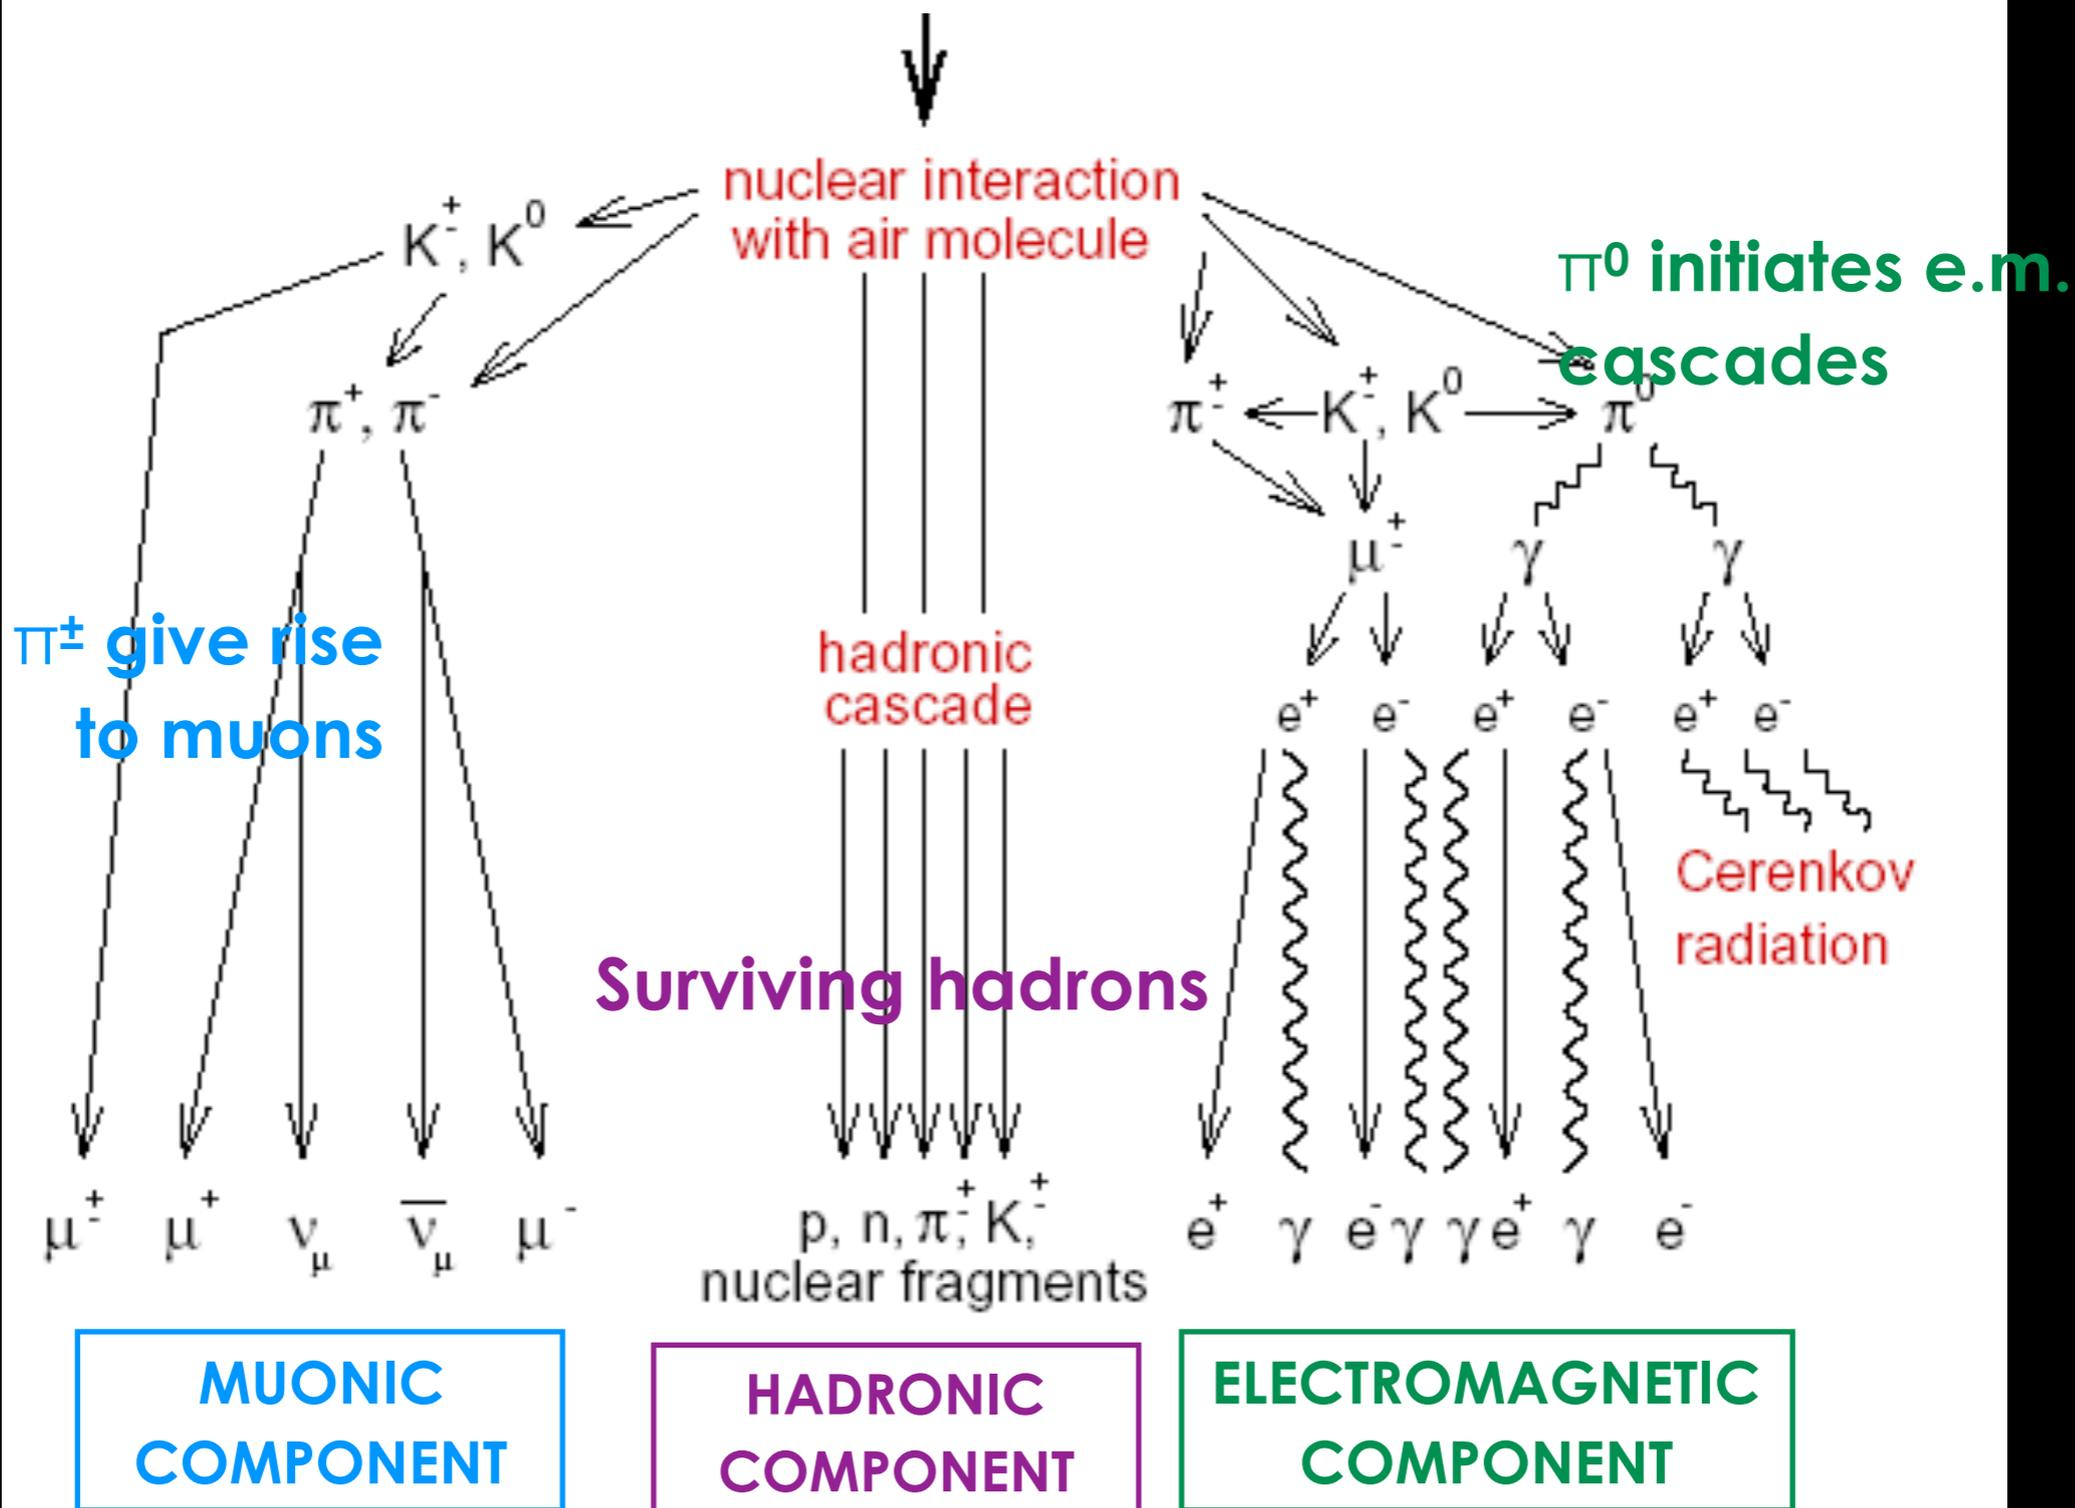 nuclear interaction
with air molecule
K±, K⁰
π⁰ initiates e.m.
cascades
π⁺, π⁻
π± K±, K⁰ π⁰
μ± γ γ
π± give rise
to muons
hadronic
cascade
e⁺ e⁻ e⁺ e⁻ e⁺ e⁻
Cerenkov
radiation
Surviving hadrons
μ± μ⁺ νμ ν̅μ μ⁻
p, n, π±, K±,
nuclear fragments
e⁺ γ e⁻ γ γ e⁺ γ e⁻
MUONIC
COMPONENT
HADRONIC
COMPONENT
ELECTROMAGNETIC
COMPONENT